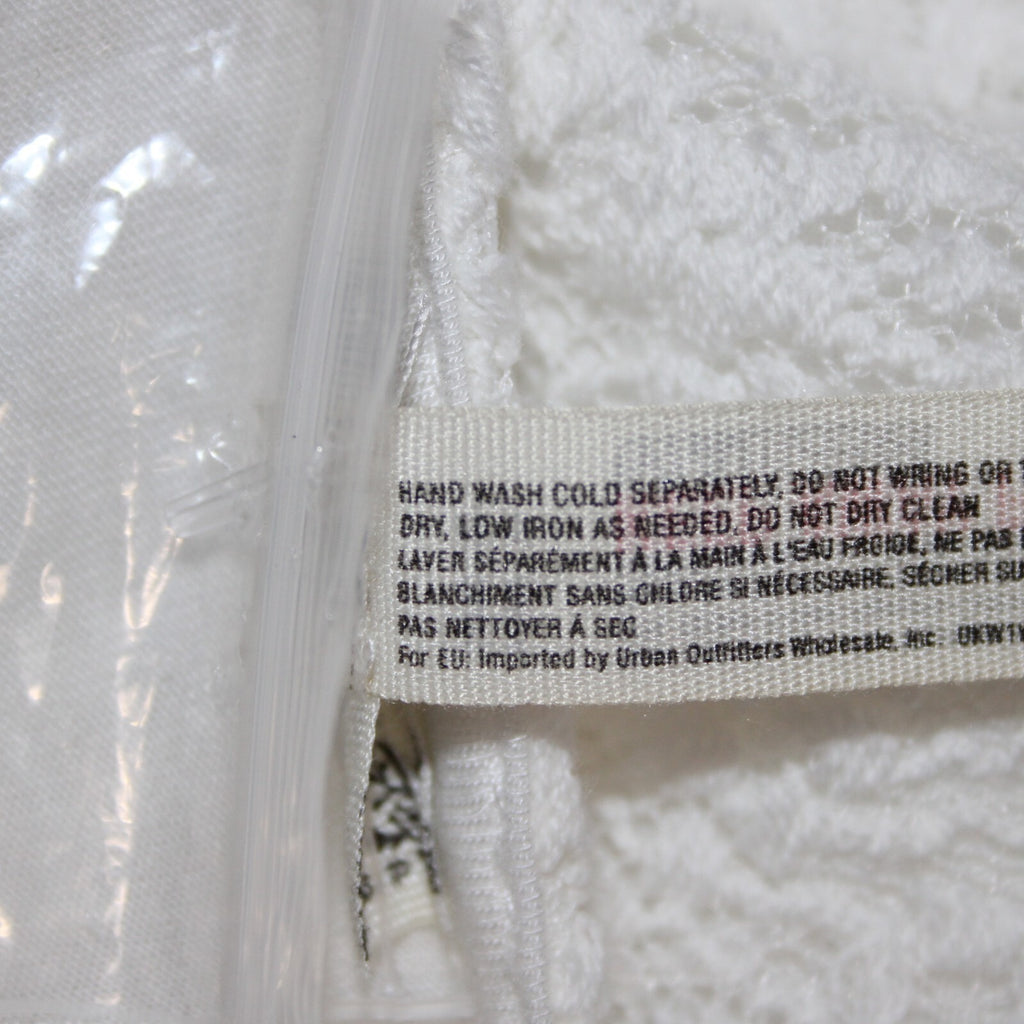 HAND WASH COLD SEPARATELY. DO NOT WRING OR
DRY, LOW IRON AS NEEDED. DO NOT DRY CLEAN
LAVER SÉPARÉMENT À LA MAIN À L'EAU FROIDE, NE PAS
BLANCHIMENT SANS CHLORE SI NÉCESSAIRE, SÉCHER
PAS NETTOYER À SEC
For EU: Imported by Urban Outfitters Wholesale, Inc.